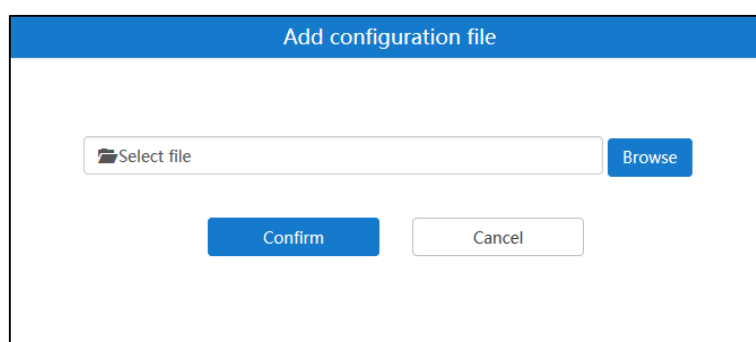 Add configuration file
Select file
Browse
Confirm
Cancel